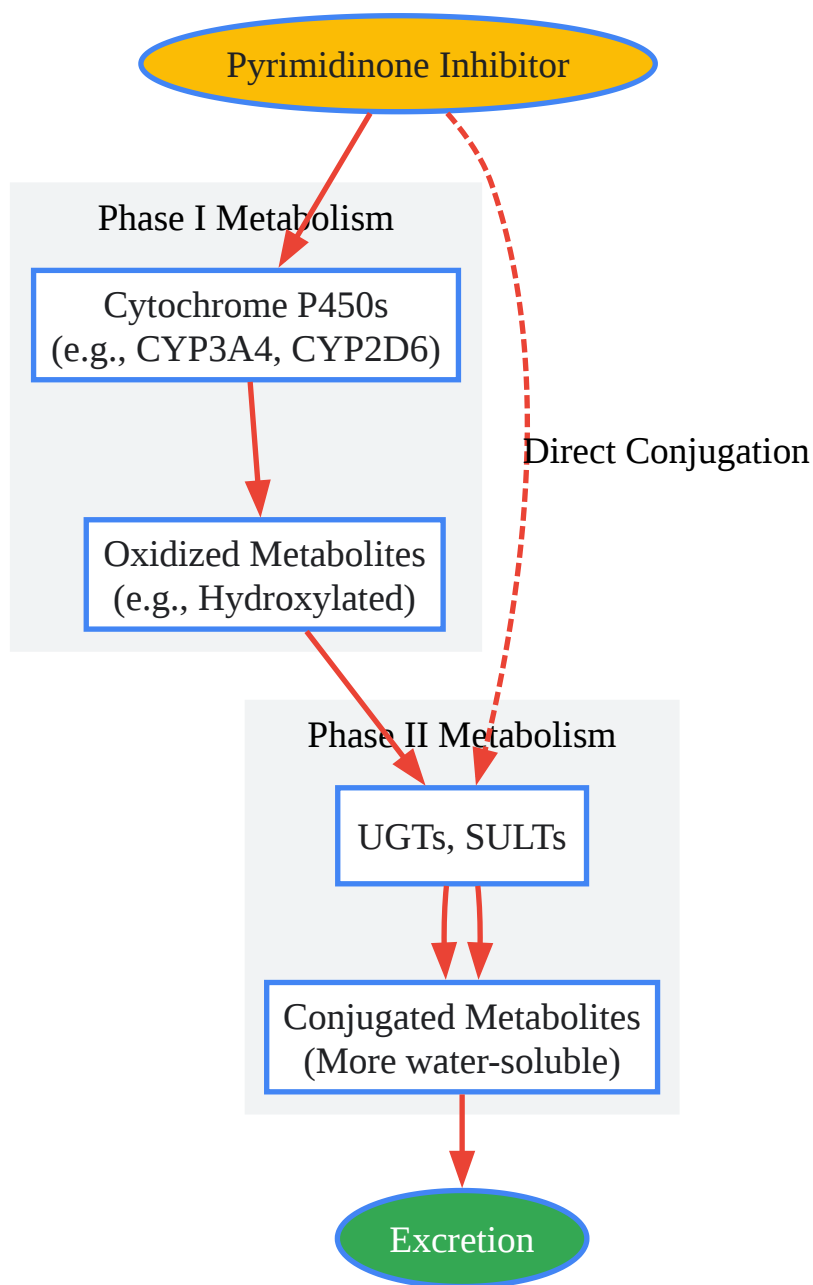 Pyrimidinone Inhibitor
Phase I Metabolism
Cytochrome P450s
(e.g., CYP3A4, CYP2D6)
Direct Conjugation
Oxidized Metabolites
(e.g., Hydroxylated)
Phase II Metabolism
UGTs, SULTs
Conjugated Metabolites
(More water-soluble)
Excretion